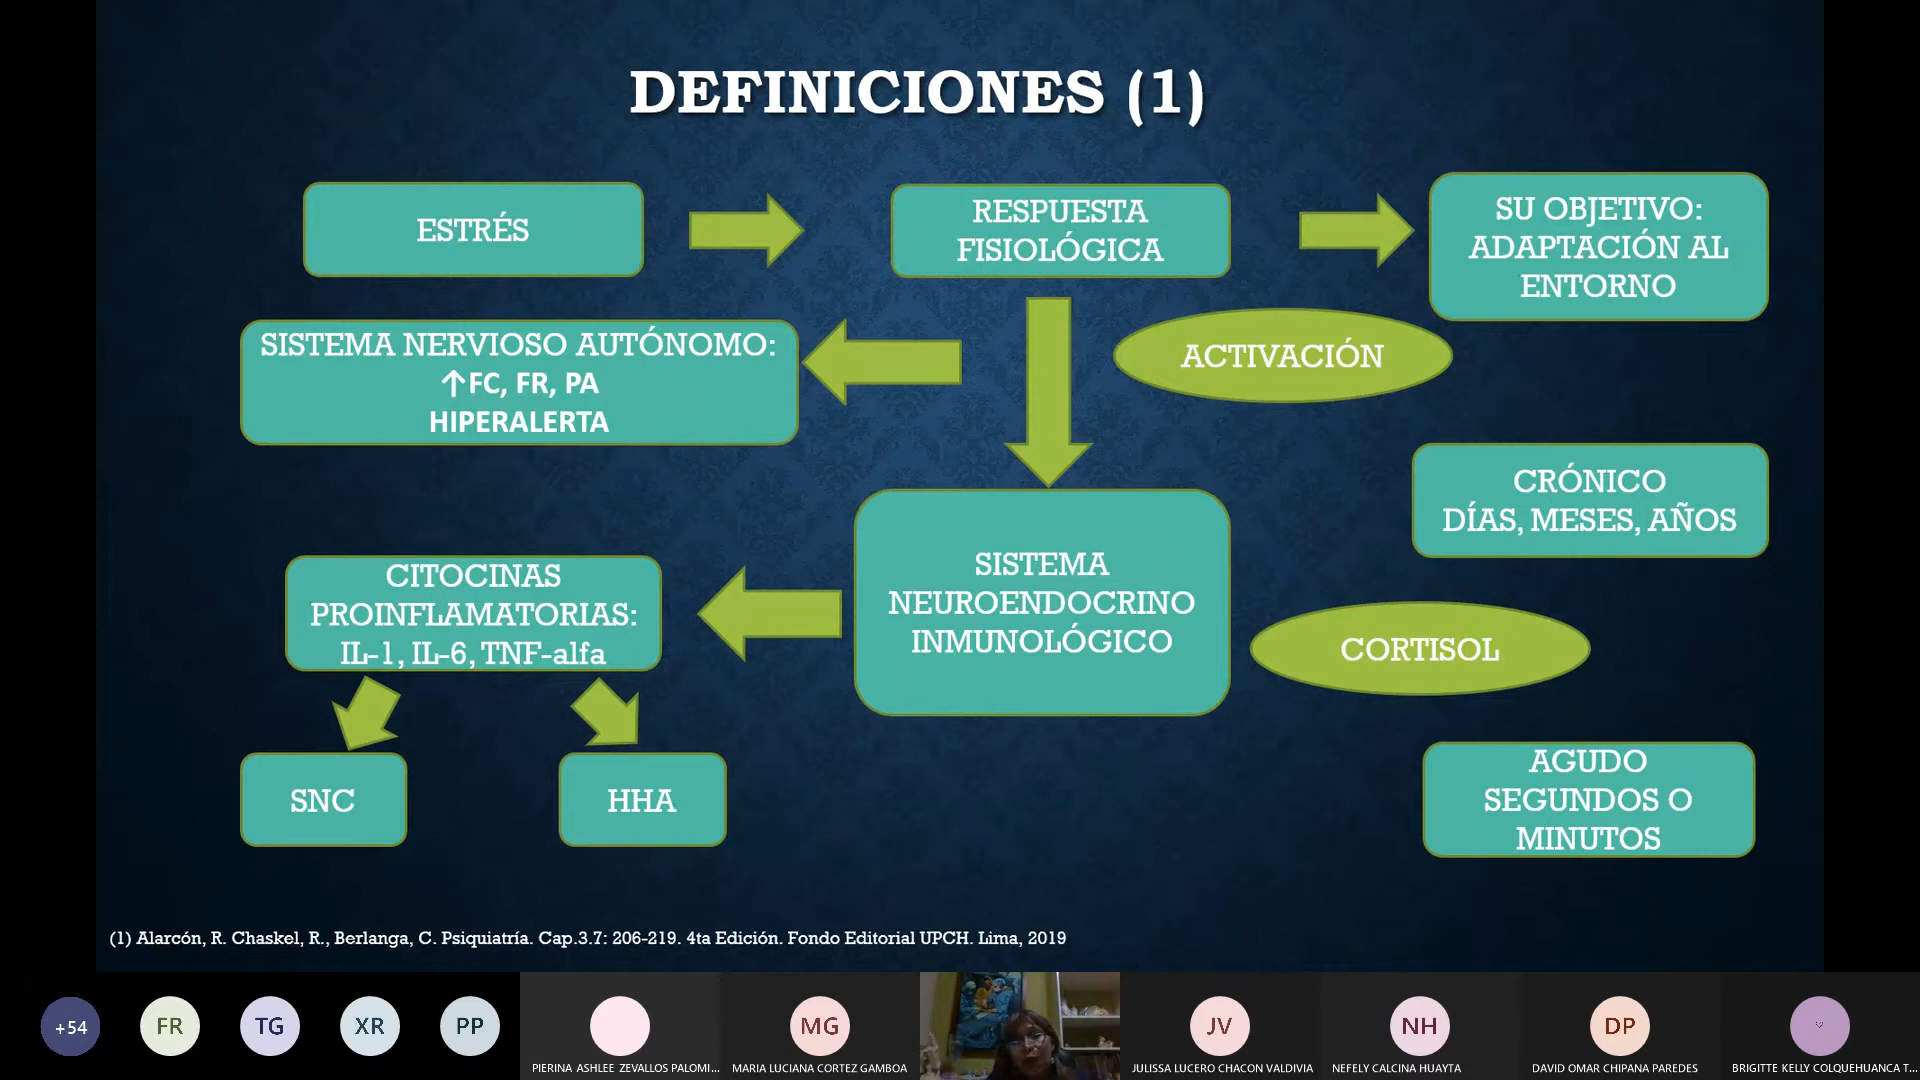 DEFINICIONES (1)
ESTRÉS
RESPUESTA
FISIOLÓGICA
SU OBJETIVO:
ADAPTACIÓN AL
ENTORNO
SISTEMA NERVIOSO AUTÓNOMO:
↑FC, FR, PA
HIPERALERTA
ACTIVACIÓN
CRÓNICO
DÍAS, MESES, AÑOS
CITOCINAS
PROINFLAMATORIAS:
IL-1, IL-6, TNF-alfa
SISTEMA
NEUROENDOCRINO
INMUNOLÓGICO
CORTISOL
SNC
HHA
AGUDO
SEGUNDOS O
MINUTOS
(1) Alarcón, R. Chaskel, R., Berlanga, C. Psiquiatría. Cap.3.7: 206-219. 4ta Edición. Fondo Editorial UPCH. Lima, 2019
+54
FR
TG
XR
PP
PIERINA ASHLEE ZEVALLOS PALOMI...
MG
MARIA LUCIANA CORTEZ GAMBOA
JV
JULISSA LUCERO CHACON VALDIVIA
NH
NEFELY CALCINA HUAYTA
DP
DAVID OMAR CHIPANA PAREDES
BRIGITTE KELLY COLQUEHUANCA T...